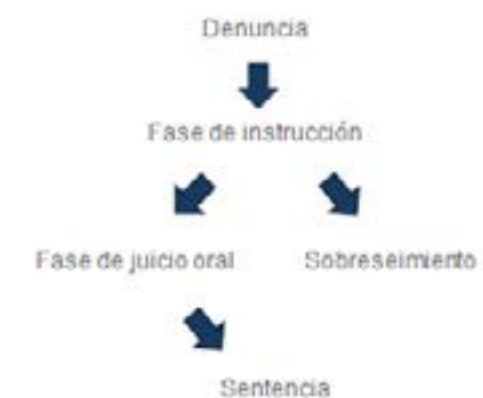 Denuncia
Fase de instrucción
Fase de juicio oral
Sobreseimiento
Sentencia